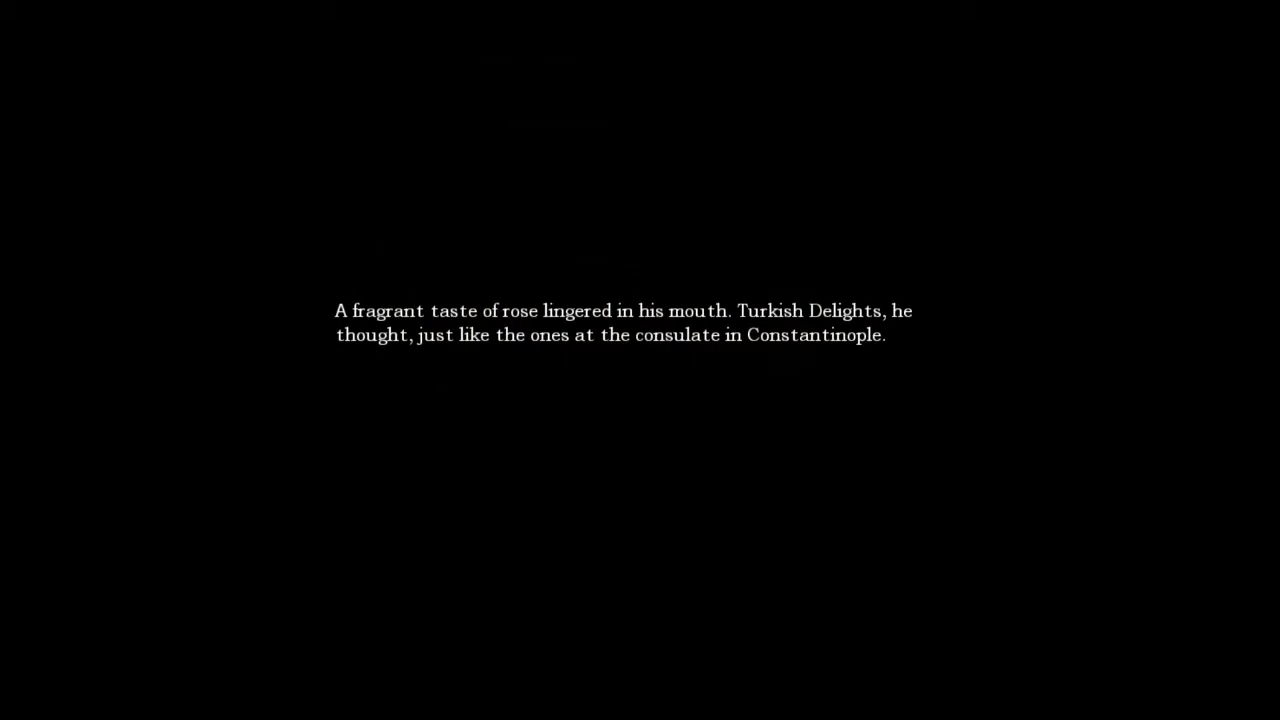 A fragrant taste of rose lingered in his mouth. Turkish Delights, he
thought, just like the ones at the consulate in Constantinople.